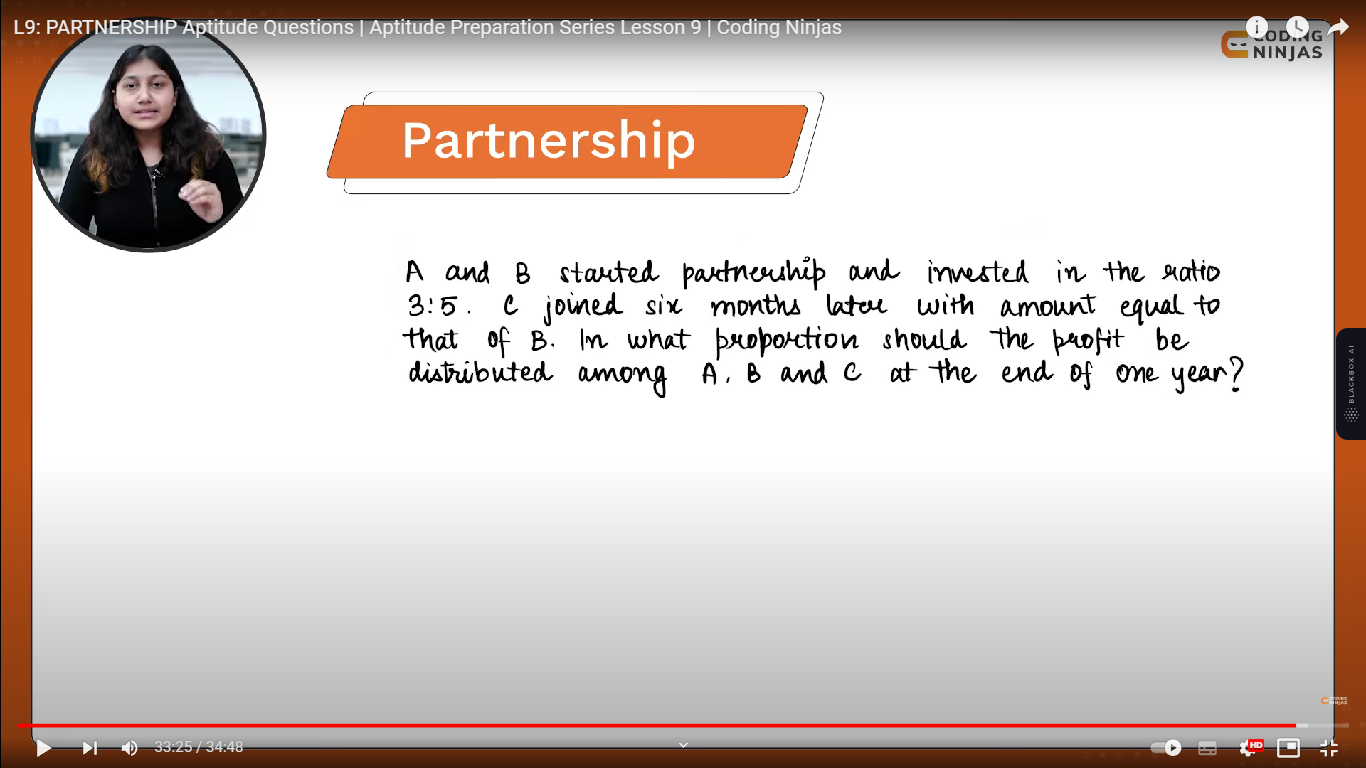 L9: PARTNERSHIP Aptitude Questions | Aptitude Preparation Series Lesson 9 | Coding Ninjas
CODING
NINJAS
Partnership
A and B started partnership and invested in the ratio
3:5. C joined six months later with amount equal to
that of B. In what proportion should the profit be
distributed among A, B and C at the end of one year?
BLACKBOX AI
CODING
NINJAS
33:25 / 34:48
HD